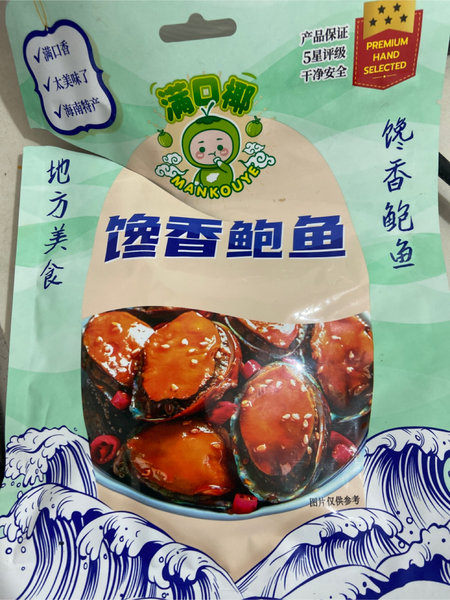 满口香
太美味了
海南特产
产品保证
5星评级
干净安全
PREMIUM
HAND
SELECTED
满口椰
MANKOUYE
地方美食
馋香鲍鱼
馋香鲍鱼
图片仅供参考